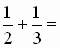 1/2 + 1/3 =